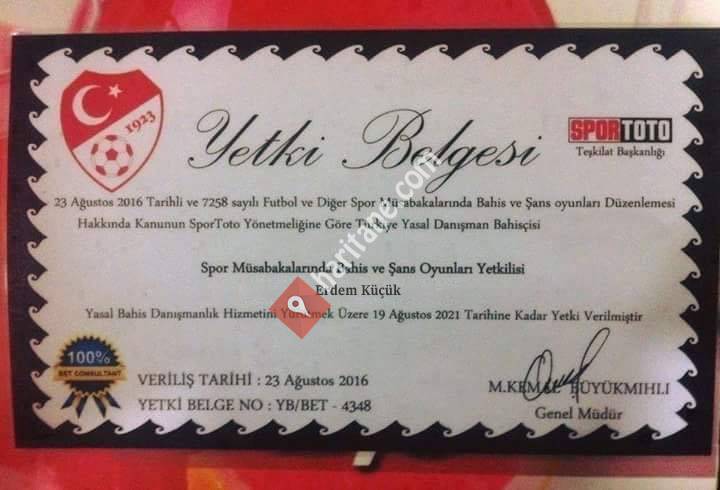 1923
Yetki Belgesi
SPORTOTO
Teşkilat Başkanlığı
23 Ağustos 2016 Tarihli ve 7258 sayılı Futbol ve Diğer Spor Müsabakalarında Bahis ve Şans oyunları Düzenlemesi
Hakkında Kanunun SporToto Yönetmeliğine Göre Türkiye Yasal Danışman Bahisçisi
haritane.com
Spor Müsabakalarında Bahis ve Şans Oyunları Yetkilisi
Erdem Küçük
Yasal Bahis Danışmanlık Hizmetini Yürütmek Üzere 19 Ağustos 2021 Tarihine Kadar Yetki Verilmiştir
100%
BET CONSULTANT
VERİLİŞ TARİHİ : 23 Ağustos 2016
YETKİ BELGE NO : YB/BET - 4348
M.KEMAL BÜYÜKMIHLI
Genel Müdür